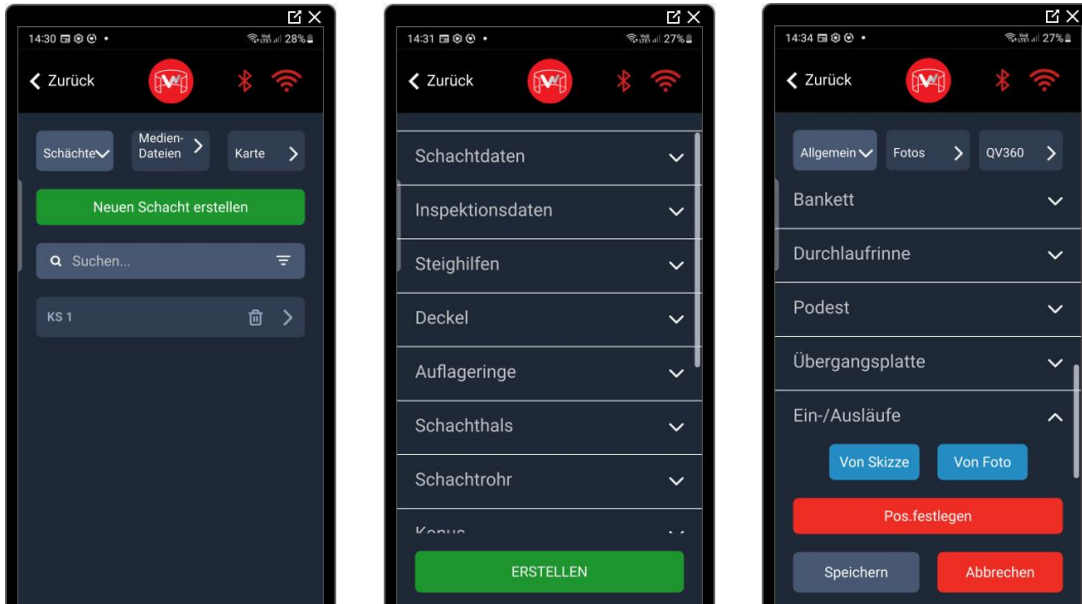 14:30
28%
Zurück
W
Schächte
Medien-
Dateien
Karte
Neuen Schacht erstellen
Suchen...
KS 1
14:31
27%
Zurück
W
Schachtdaten
Inspektionsdaten
Steighilfen
Deckel
Auflageringe
Schachthals
Schachtrohr
Konus
ERSTELLEN
14:34
27%
Zurück
W
Allgemein
Fotos
QV360
Bankett
Durchlaufrinne
Podest
Übergangsplatte
Ein-/Ausläufe
Von Skizze
Von Foto
Pos.festlegen
Speichern
Abbrechen